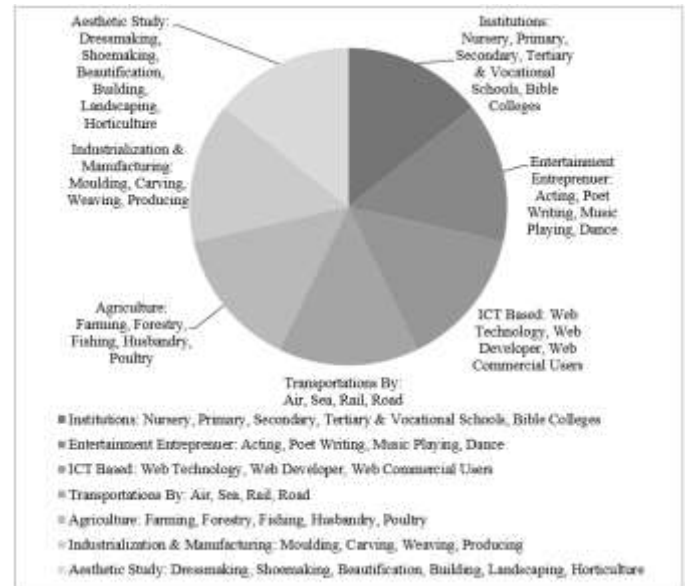 Aesthetic Study:
Dressmaking,
Shoemaking,
Beautification,
Building,
Landscaping,
Horticulture
Institutions:
Nursery, Primary,
Secondary, Tertiary
& Vocational
Schools, Bible
Colleges
Industrialization &
Manufacturing:
Moulding, Carving,
Weaving, Producing
Entertainment
Entreprenuer:
Acting, Poet
Writing, Music
Playing, Dance
Agriculture:
Farming, Forestry,
Fishing, Husbandry,
Poultry
ICT Based: Web
Technology, Web
Developer, Web
Commercial Users
Transportations By:
Air, Sea, Rail, Road
Institutions: Nursery, Primary, Secondary, Tertiary & Vocational Schools, Bible Colleges
Entertainment Entreprenuer: Acting, Poet Writing, Music Playing, Dance
ICT Based: Web Technology, Web Developer, Web Commercial Users
Transportations By: Air, Sea, Rail, Road
Agriculture: Farming, Forestry, Fishing, Husbandry, Poultry
Industrialization & Manufacturing: Moulding, Carving, Weaving, Producing
Aesthetic Study: Dressmaking, Shoemaking, Beautification, Building, Landscaping, Horticulture